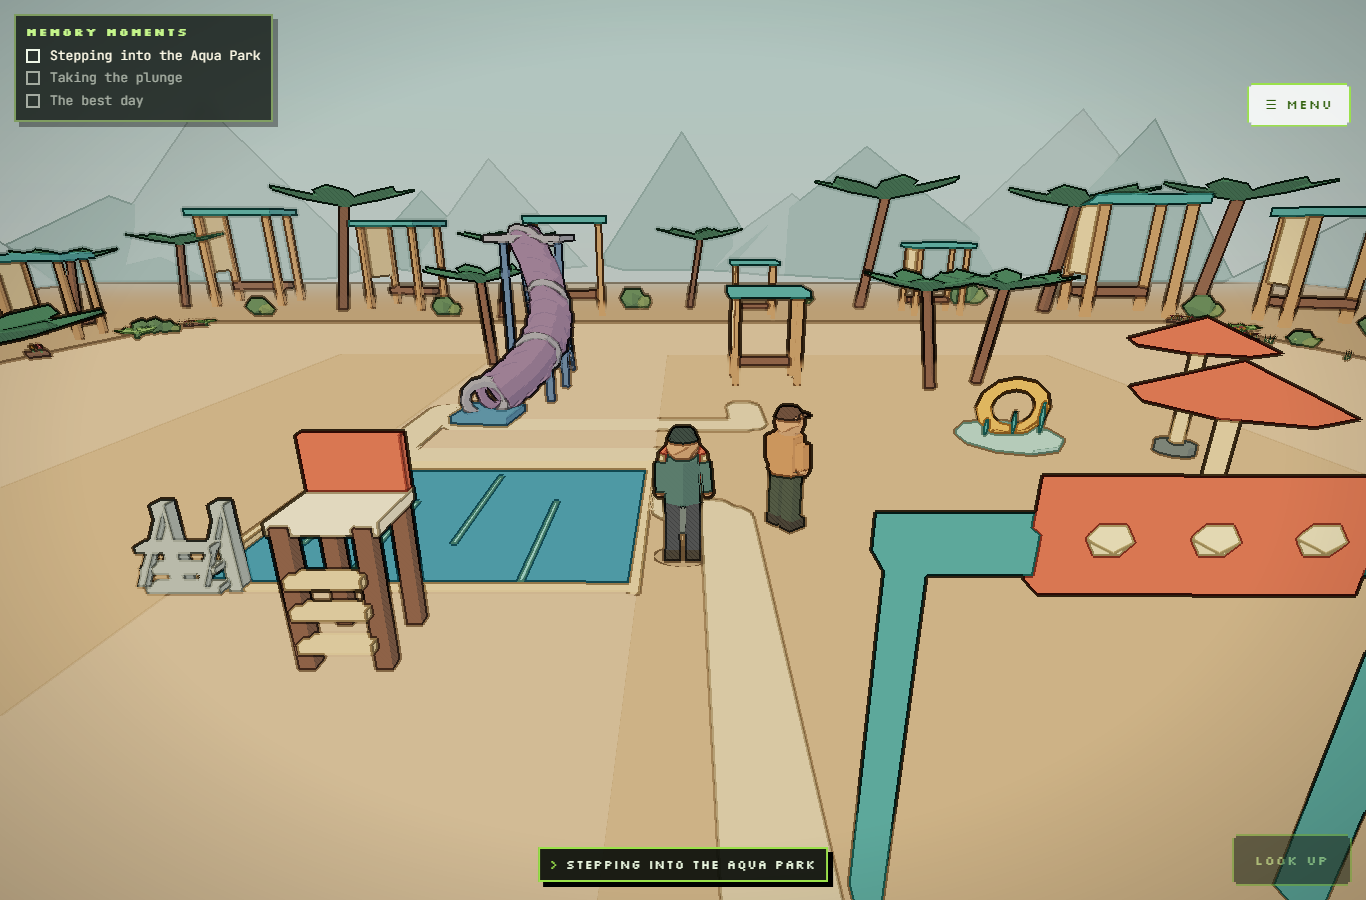 MEMORY MOMENTS
Stepping into the Aqua Park
Taking the plunge
The best day
☰ MENU
> STEPPING INTO THE AQUA PARK
LOOK UP